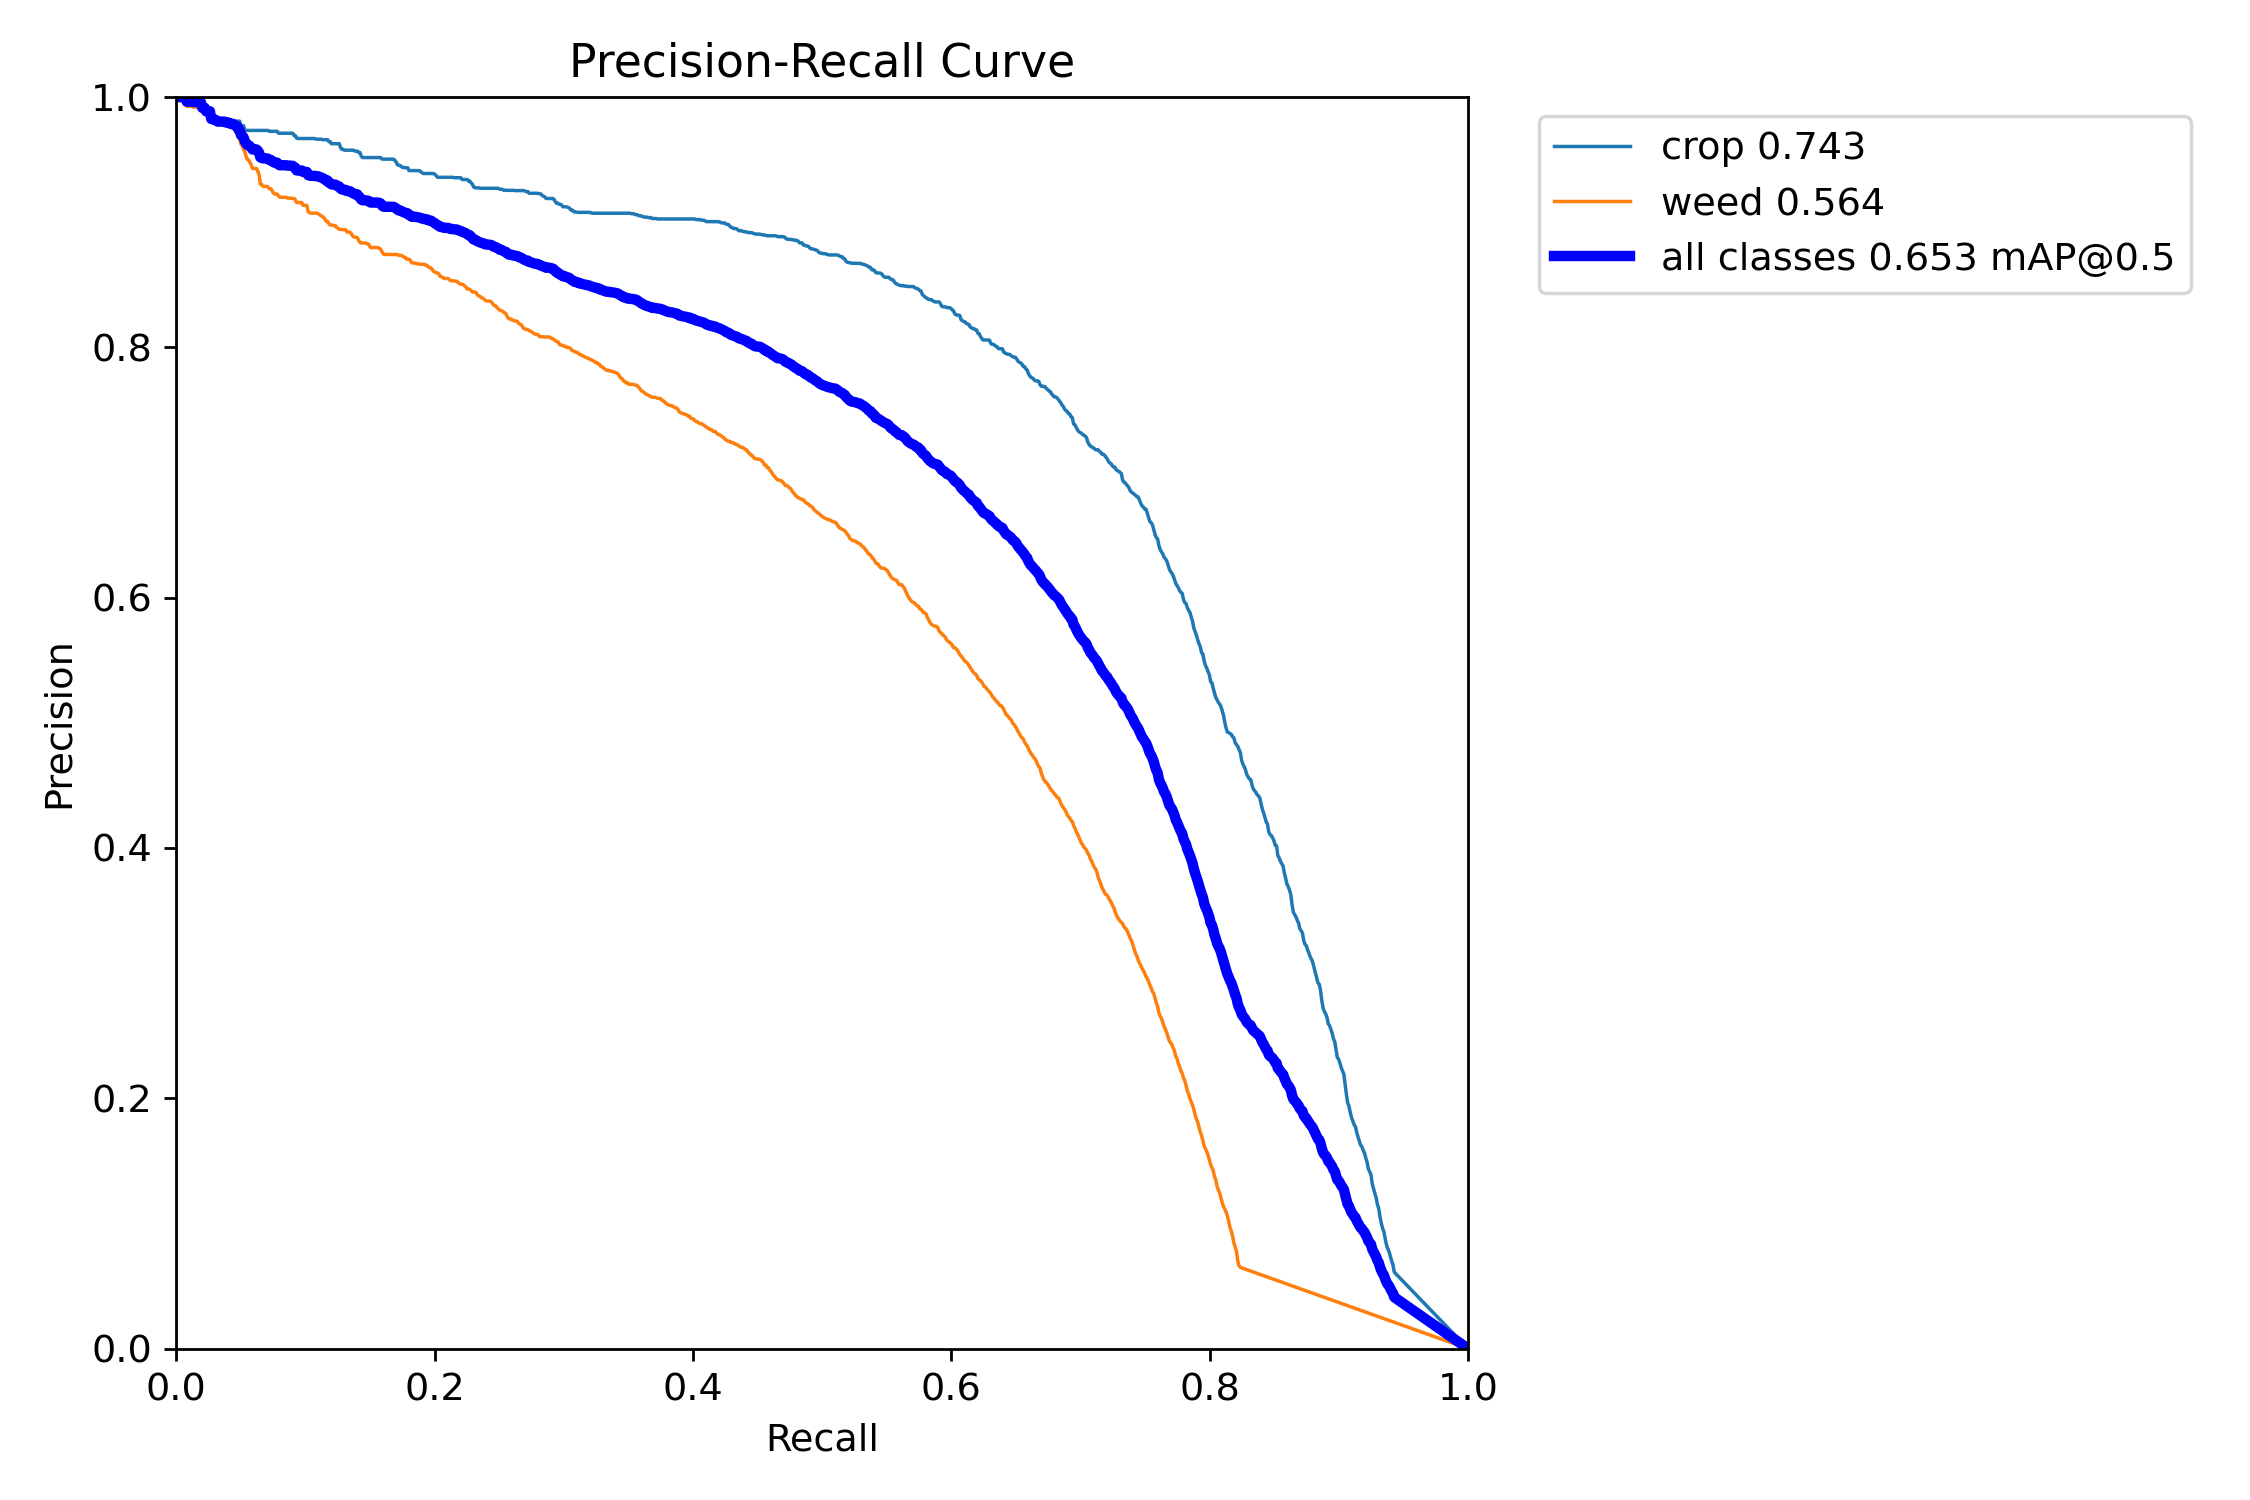 Precision-Recall Curve
crop 0.743
weed 0.564
all classes 0.653 mAP@0.5
1.0
0.8
0.6
0.4
0.2
0.0
Precision
0.0 0.2 0.4 0.6 0.8 1.0
Recall